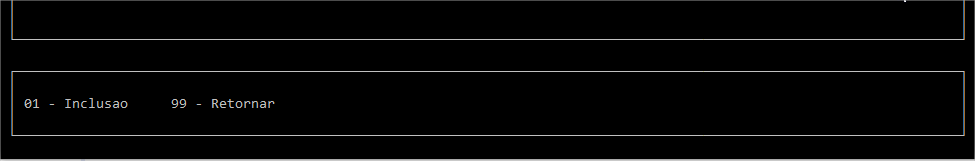 01 - Inclusao 99 - Retornar